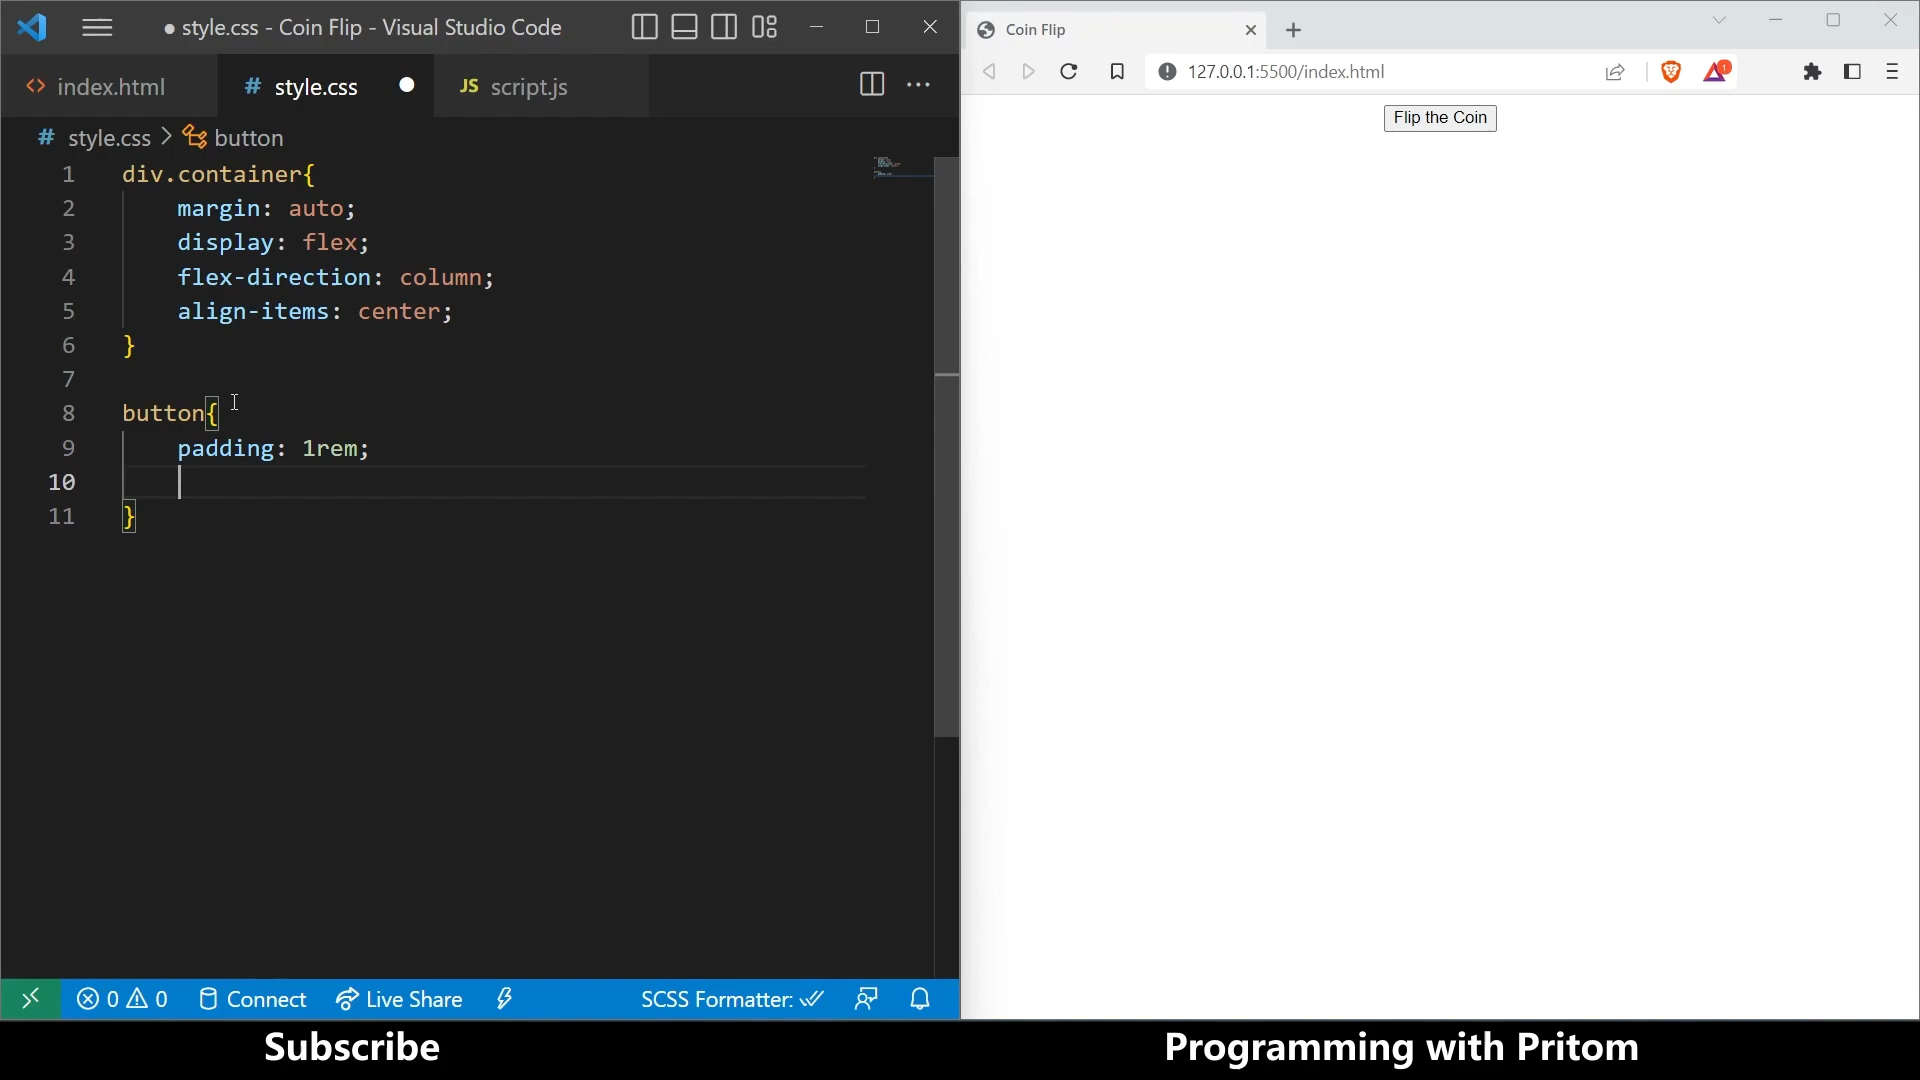 ● style.css - Coin Flip - Visual Studio Code
index.html
# style.css
JS script.js
# style.css > button
1 div.container{
2 margin: auto;
3 display: flex;
4 flex-direction: column;
5 align-items: center;
6 }
7
8 button{
9 padding: 1rem;
10
11 }
0 0 Connect Live Share SCSS Formatter:
Coin Flip
127.0.0.1:5500/index.html
1
Flip the Coin
Subscribe
Programming with Pritom